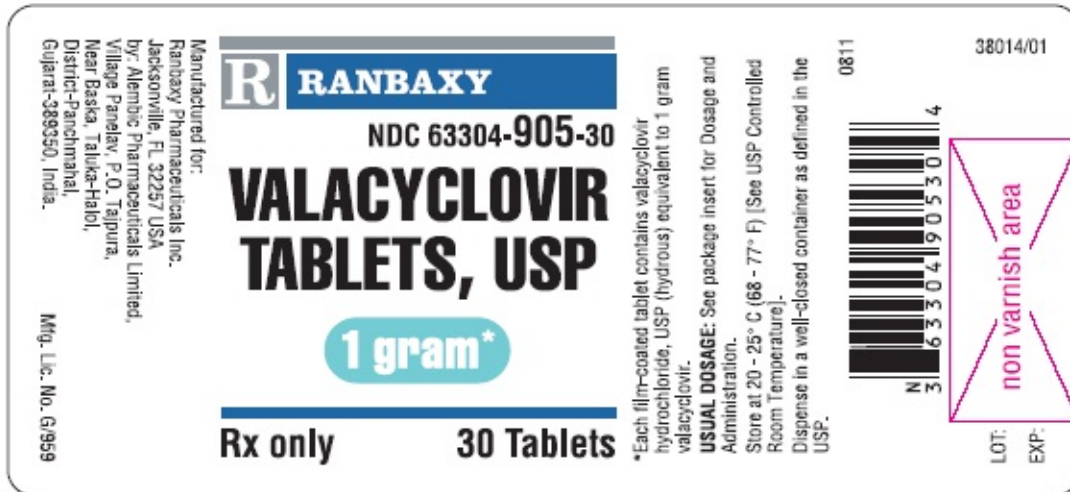 Manufactured for:
Ranbaxy Pharmaceuticals Inc.
Jacksonville, FL 32257 USA
by: Alembic Pharmaceuticals Limited,
Village Panelav, P.O. Tajpura,
Near Baska, Taluka-Halol,
District-Panchmahal,
Gujarat-389350, India.
Mfg. Lic. No. G/959
R RANBAXY
NDC 63304-905-30
VALACYCLOVIR
TABLETS, USP
1 gram*
Rx only 30 Tablets
*Each film-coated tablet contains valacyclovir
hydrochloride, USP (hydrous) equivalent to 1 gram
valacyclovir.
USUAL DOSAGE: See package insert for Dosage and
Administration.
Store at 20 - 25° C (68 - 77° F) [See USP Controlled
Room Temperature].
Dispense in a well-closed container as defined in the
USP.
0811
N
3 63304 90530 4
38014/01
non varnish area
LOT:
EXP: